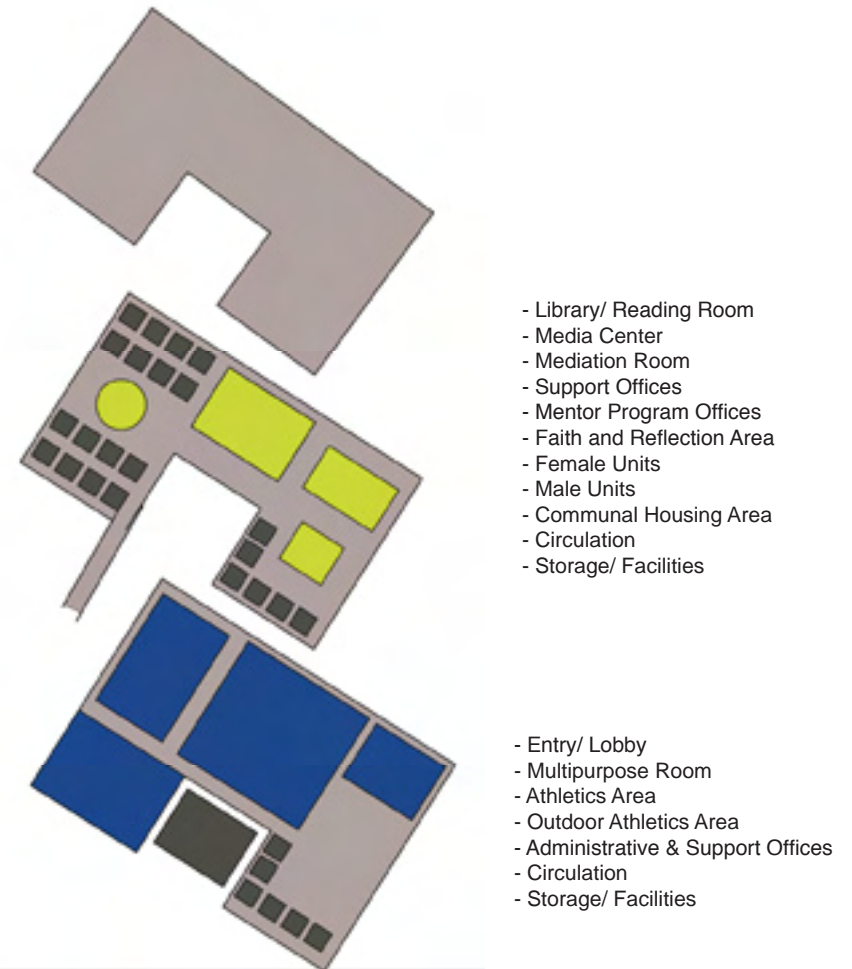 - Library/ Reading Room
- Media Center
- Mediation Room
- Support Offices
- Mentor Program Offices
- Faith and Reflection Area
- Female Units
- Male Units
- Communal Housing Area
- Circulation
- Storage/ Facilities
- Entry/ Lobby
- Multipurpose Room
- Athletics Area
- Outdoor Athletics Area
- Administrative & Support Offices
- Circulation
- Storage/ Facilities